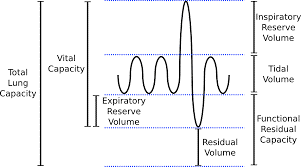 Total
Lung
Capacity
Vital
Capacity
Expiratory
Reserve
Volume
Inspiratory
Reserve
Volume
Tidal
Volume
Functional
Residual
Capacity
Residual
Volume